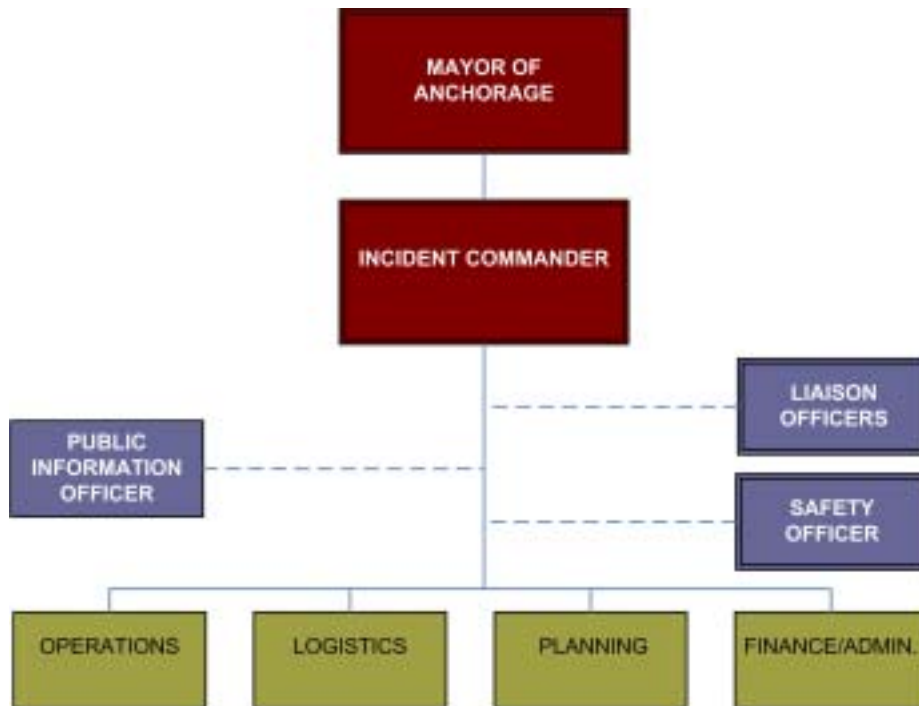 MAYOR OF
ANCHORAGE
INCIDENT COMMANDER
LIAISON
OFFICERS
PUBLIC
INFORMATION
OFFICER
SAFETY
OFFICER
OPERATIONS
LOGISTICS
PLANNING
FINANCE/ADMIN.